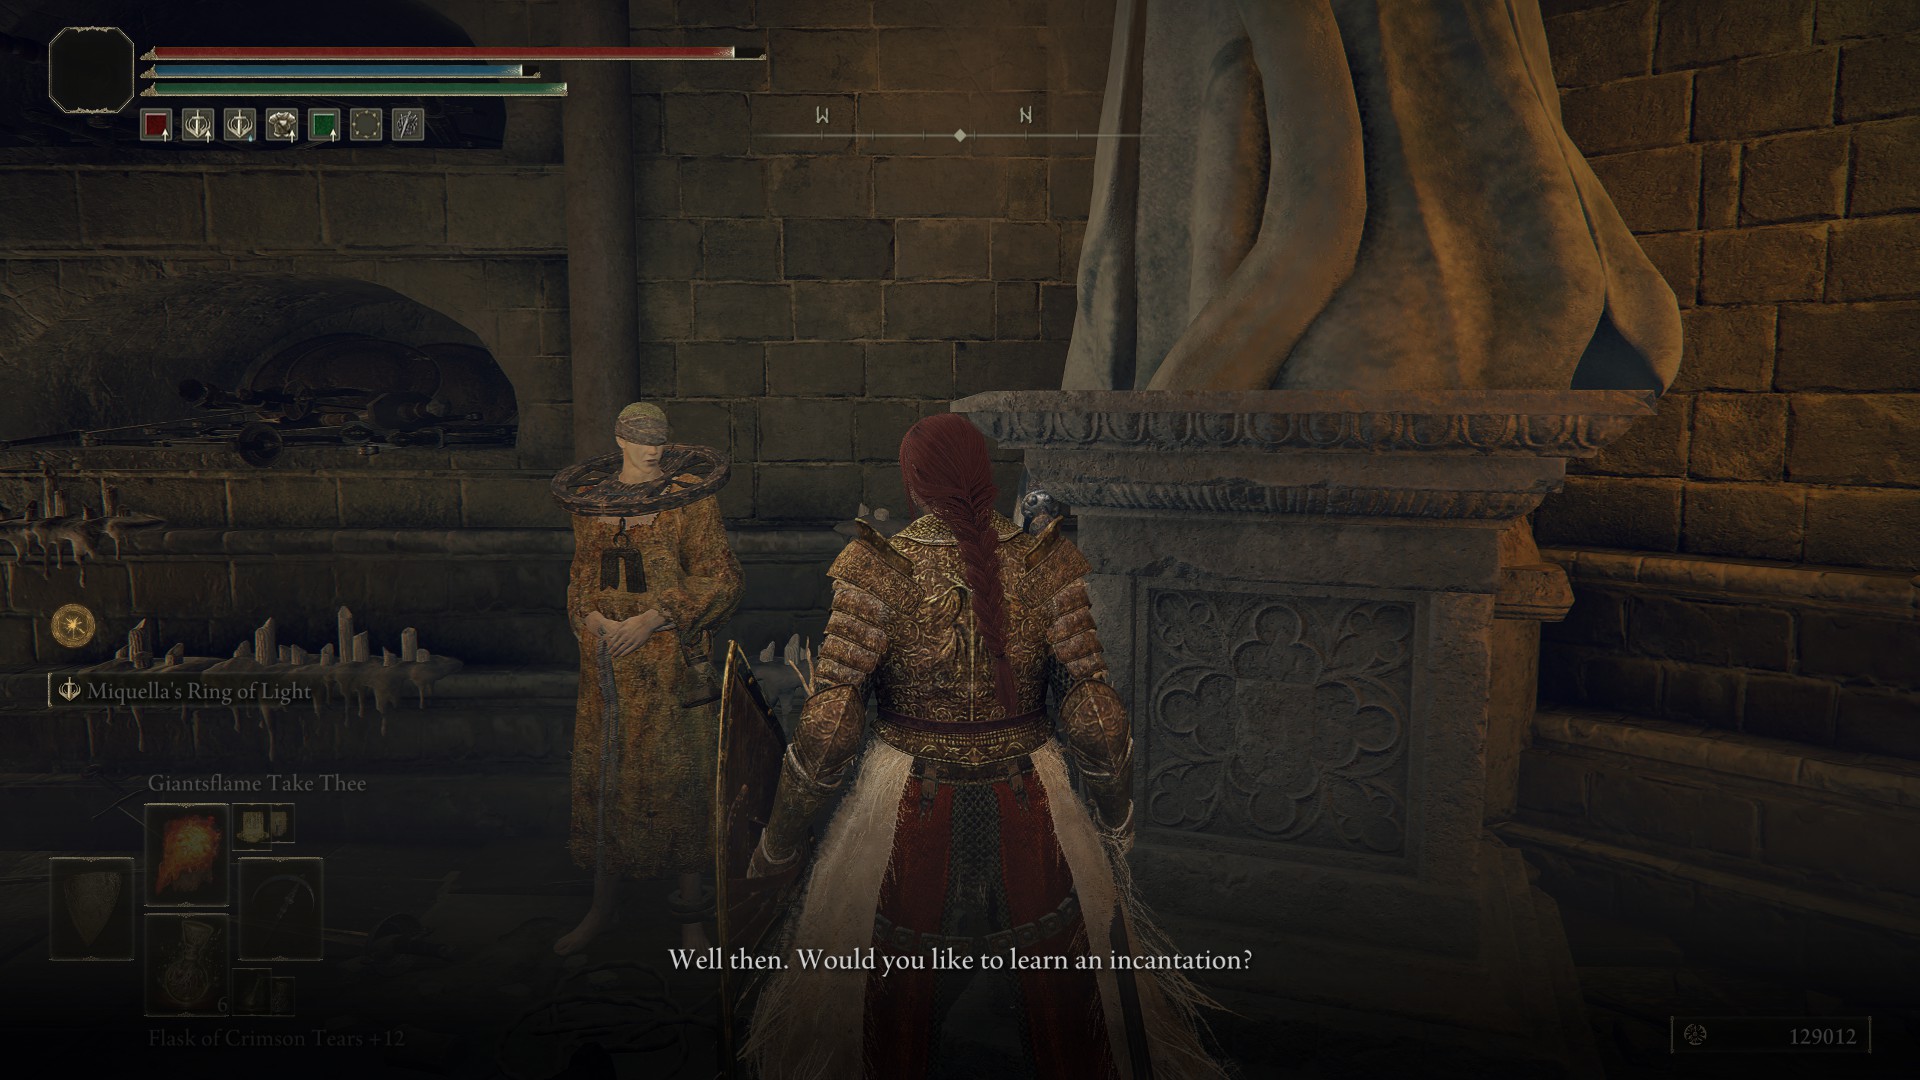 W N
Miquella's Ring of Light
Giantsflame Take Thee
Well then. Would you like to learn an incantation?
6
Flask of Crimson Tears +12
129012